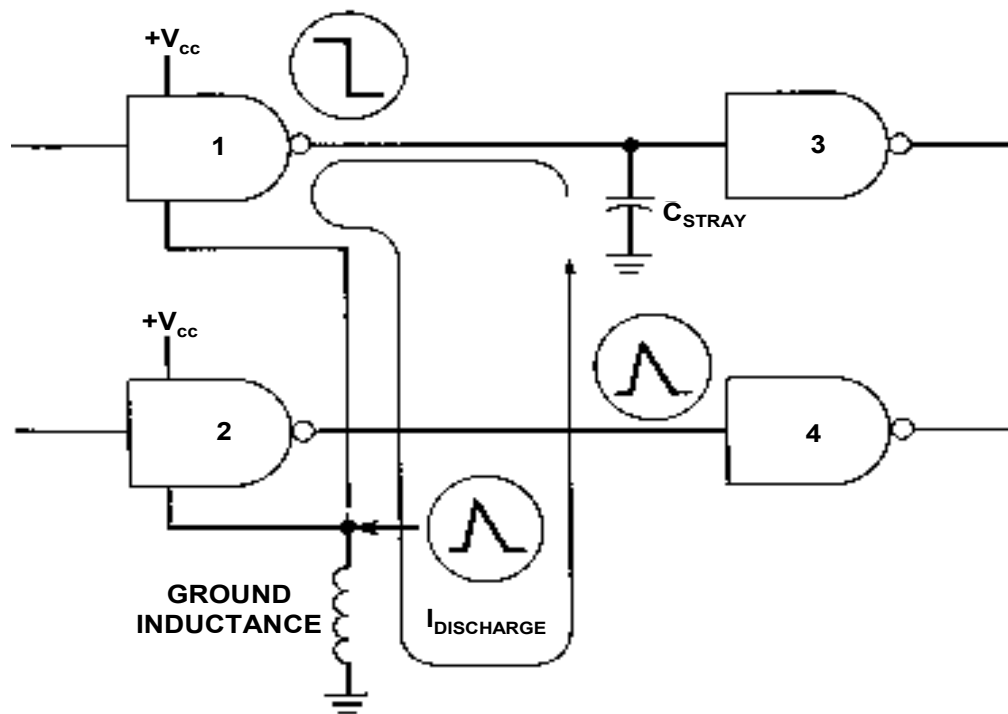 +Vcc
1
3
CSTRAY
+Vcc
2
4
GROUND
INDUCTANCE
IDISCHARGE